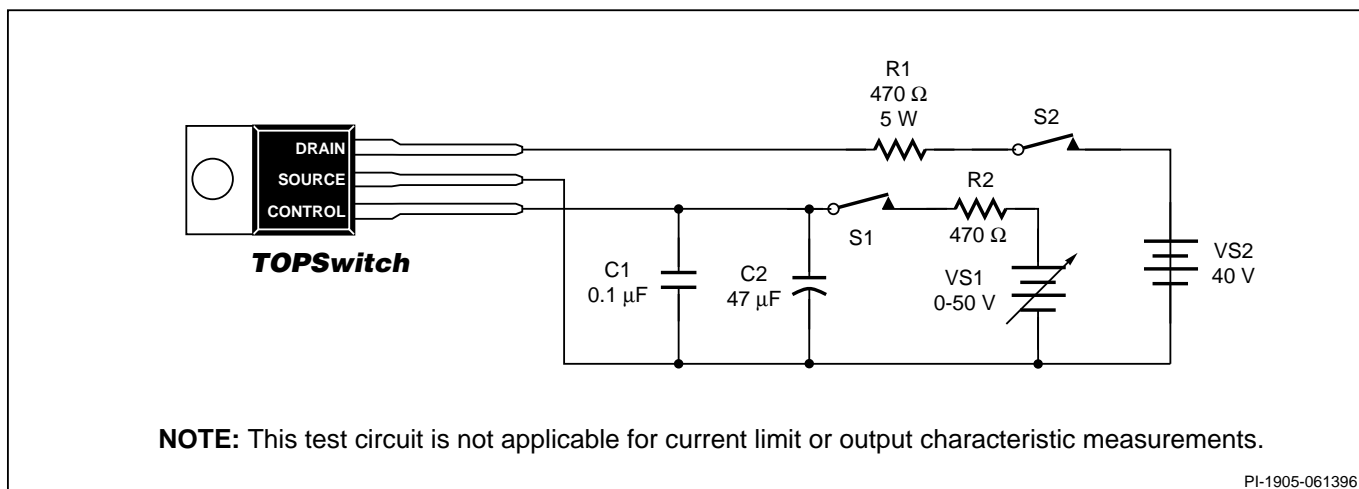 R1
470 Ω
5 W
S2
DRAIN
SOURCE
CONTROL
TOPSwitch
R2
470 Ω
S1
C1
0.1 µF
C2
47 µF
VS1
0-50 V
VS2
40 V
NOTE: This test circuit is not applicable for current limit or output characteristic measurements.
PI-1905-061396